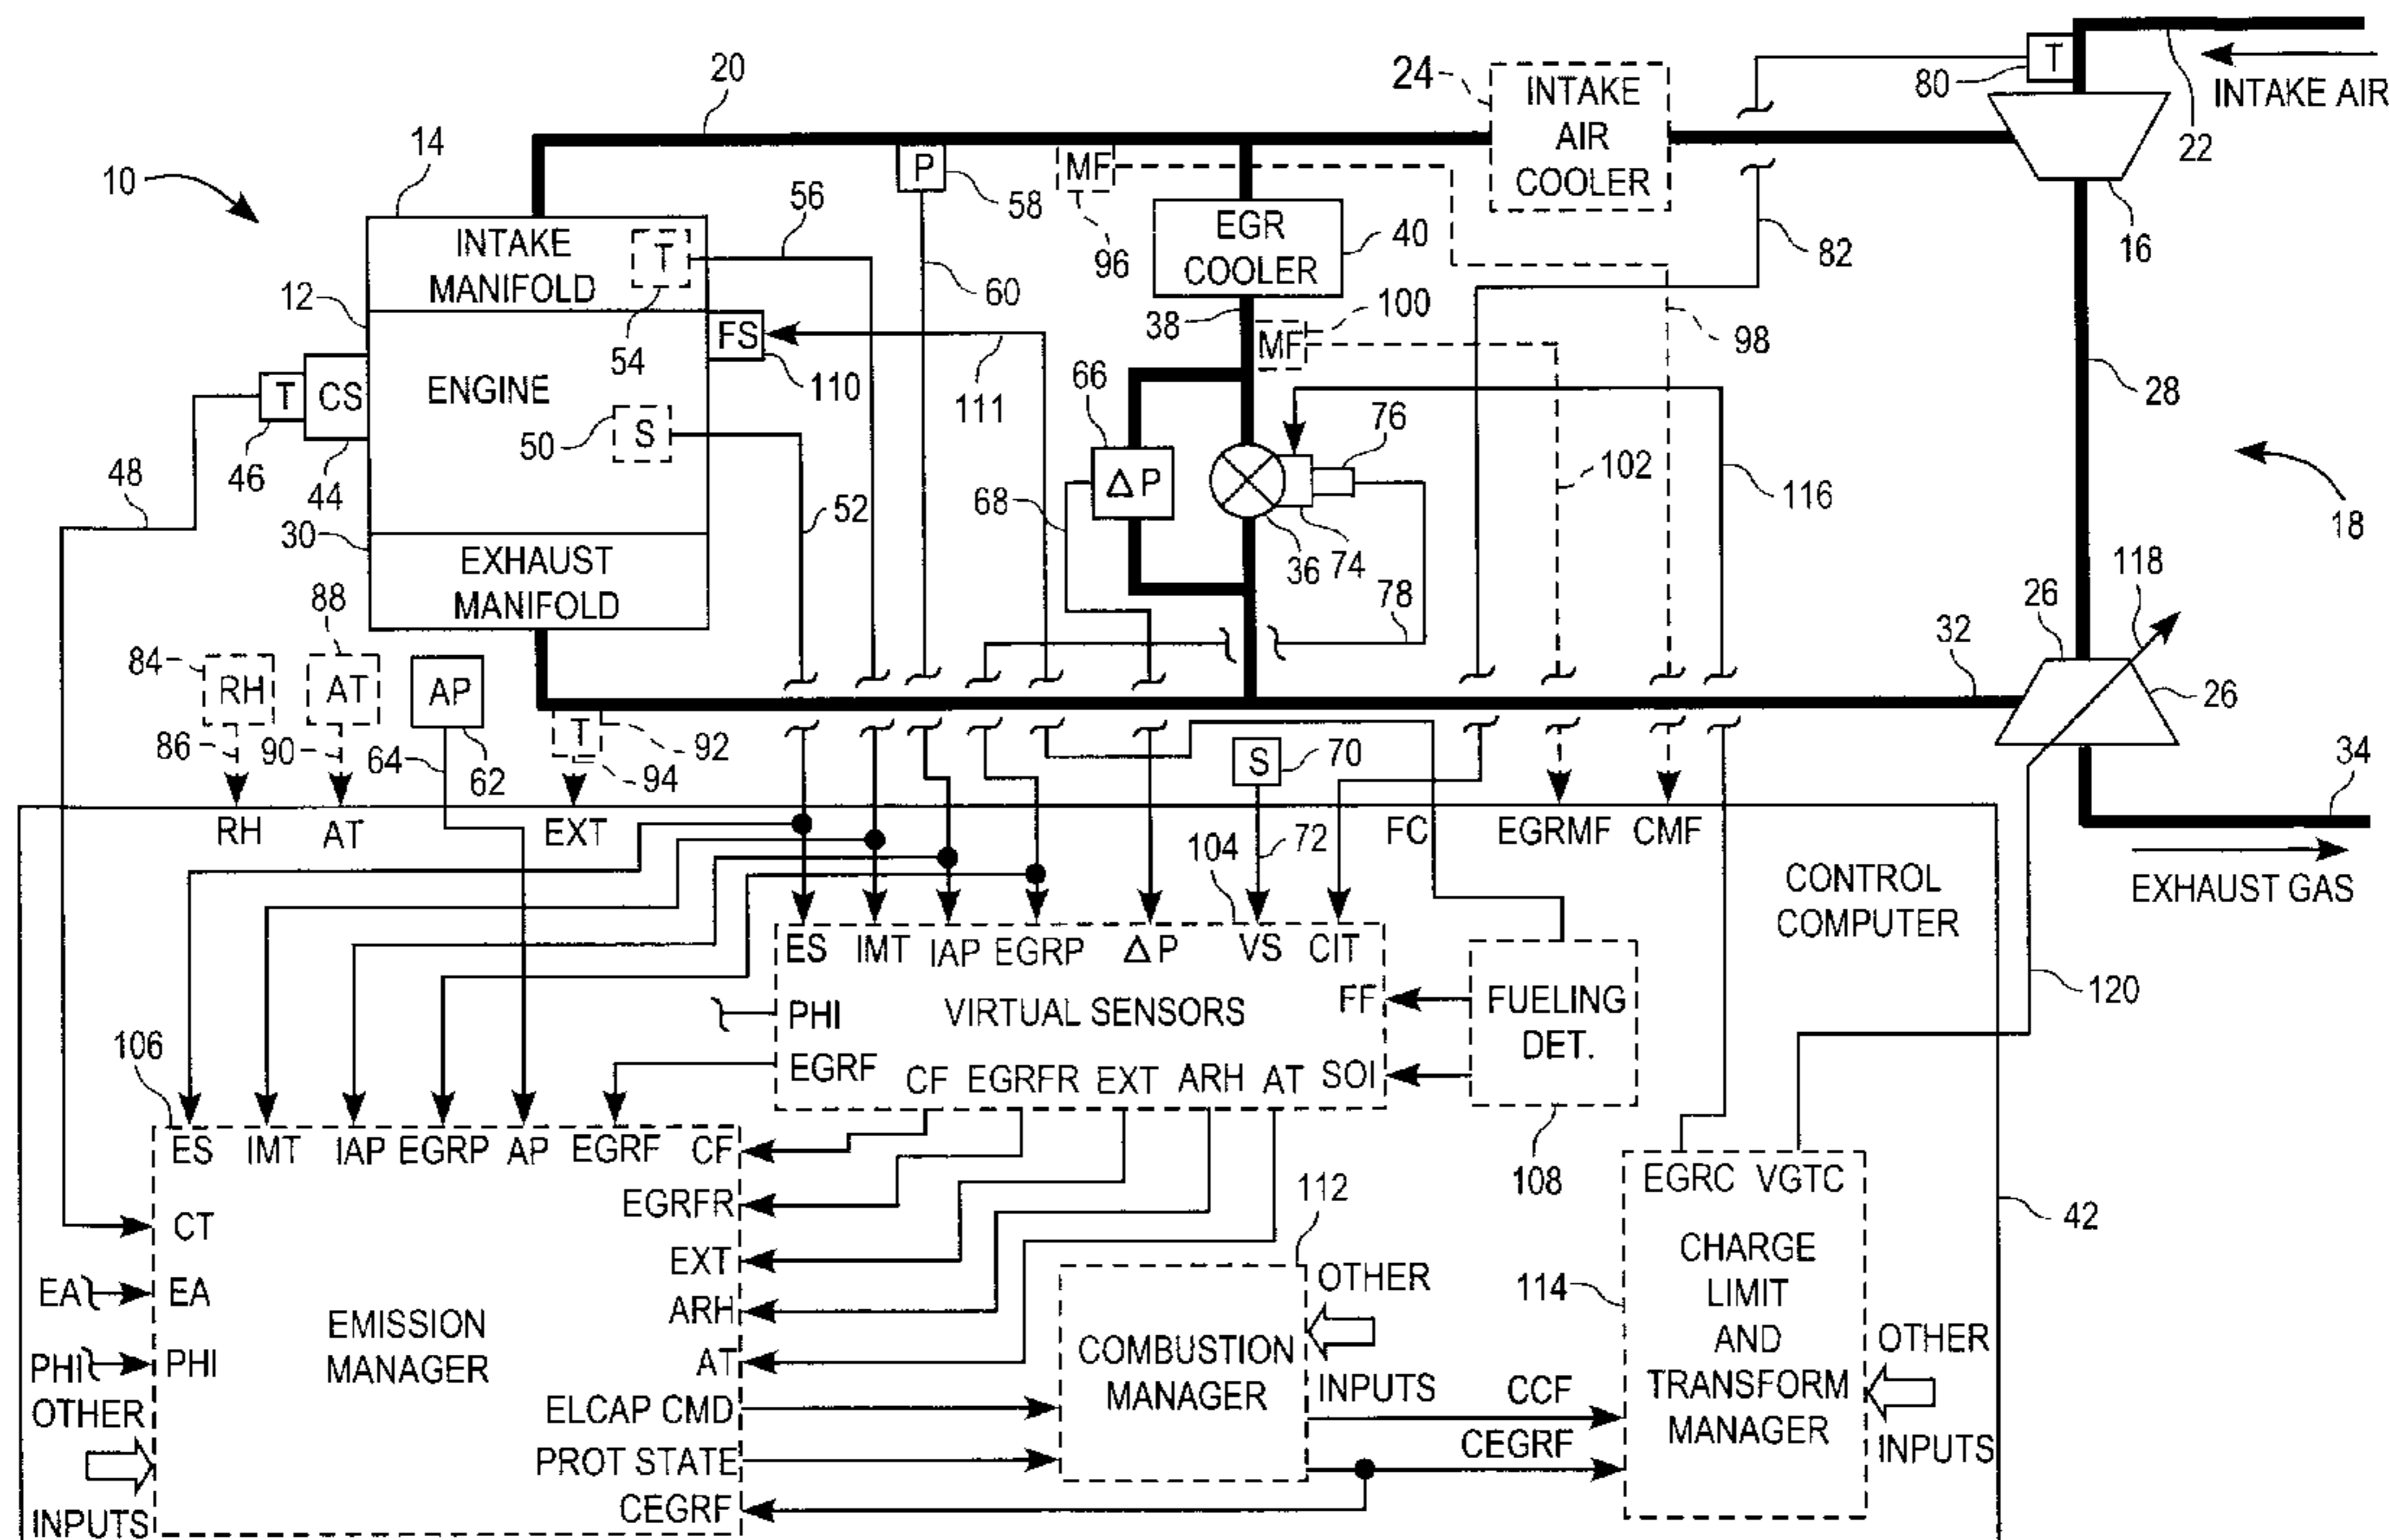 20
80
T
INTAKE AIR
22
24
INTAKE
AIR
COOLER
14
10
P
58
MF
96
56
60
EGR
COOLER
40
82
16
INTAKE
MANIFOLD
T
54
12
FS
110
111
38
MF
100
98
28
ENGINE
T
CS
46
44
50
S
66
ΔP
76
102
116
18
48
52
68
36
74
78
118
30
EXHAUST
MANIFOLD
84
RH
88
AT
AP
32
26
26
86
90
64
62
T
92
94
S
70
34
RH
AT
EXT
FC
EGRMF
CMF
104
72
CONTROL
COMPUTER
EXHAUST GAS
ES
IMT
IAP
EGRP
ΔP
VS
CIT
PHI
VIRTUAL SENSORS
FF
FUELING
DET.
120
106
EGRF
CF
EGRFR
EXT
ARH
AT
SOI
108
ES
IMT
IAP
EGRP
AP
EGRF
CF
EGRC
VGTC
112
42
EGRFR
CT
EXT
CHARGE
LIMIT
AND
TRANSFORM
MANAGER
114
OTHER
EA
EA
ARH
EMISSION
MANAGER
COMBUSTION
MANAGER
PHI
PHI
AT
INPUTS
OTHER
OTHER
ELCAP CMD
CCF
PROT STATE
CEGRF
INPUTS
INPUTS
CEGRF